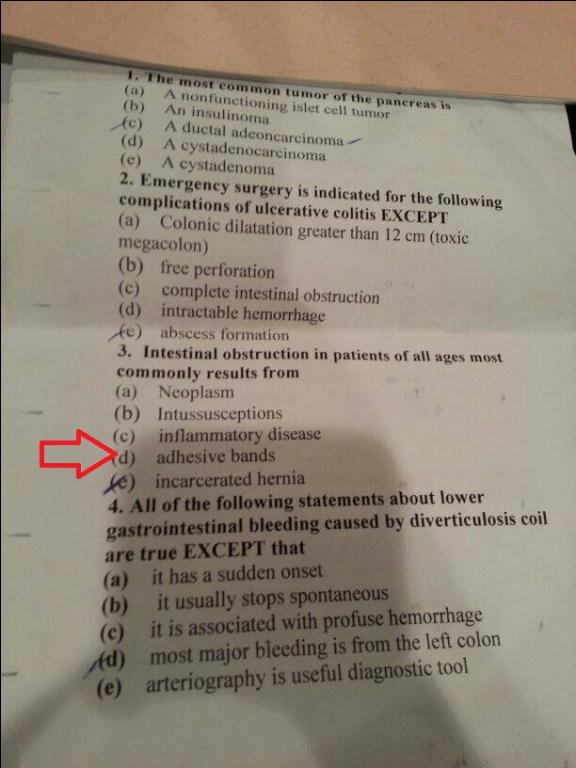 1. The most common tumor of the pancreas is
(a) A nonfunctioning islet cell tumor
(b) An insulinoma
(c) A ductal adeoncarcinoma
(d) A cystadenocarcinoma
(e) A cystadenoma
2. Emergency surgery is indicated for the following
complications of ulcerative colitis EXCEPT
(a) Colonic dilatation greater than 12 cm (toxic
megacolon)
(b) free perforation
(c) complete intestinal obstruction
(d) intractable hemorrhage
(e) abscess formation
3. Intestinal obstruction in patients of all ages most
commonly results from
(a) Neoplasm
(b) Intussusceptions
(c) inflammatory disease
(d) adhesive bands
(e) incarcerated hernia
4. All of the following statements about lower
gastrointestinal bleeding caused by diverticulosis coil
are true EXCEPT that
(a) it has a sudden onset
(b) it usually stops spontaneous
(c) it is associated with profuse hemorrhage
(d) most major bleeding is from the left colon
(e) arteriography is useful diagnostic tool